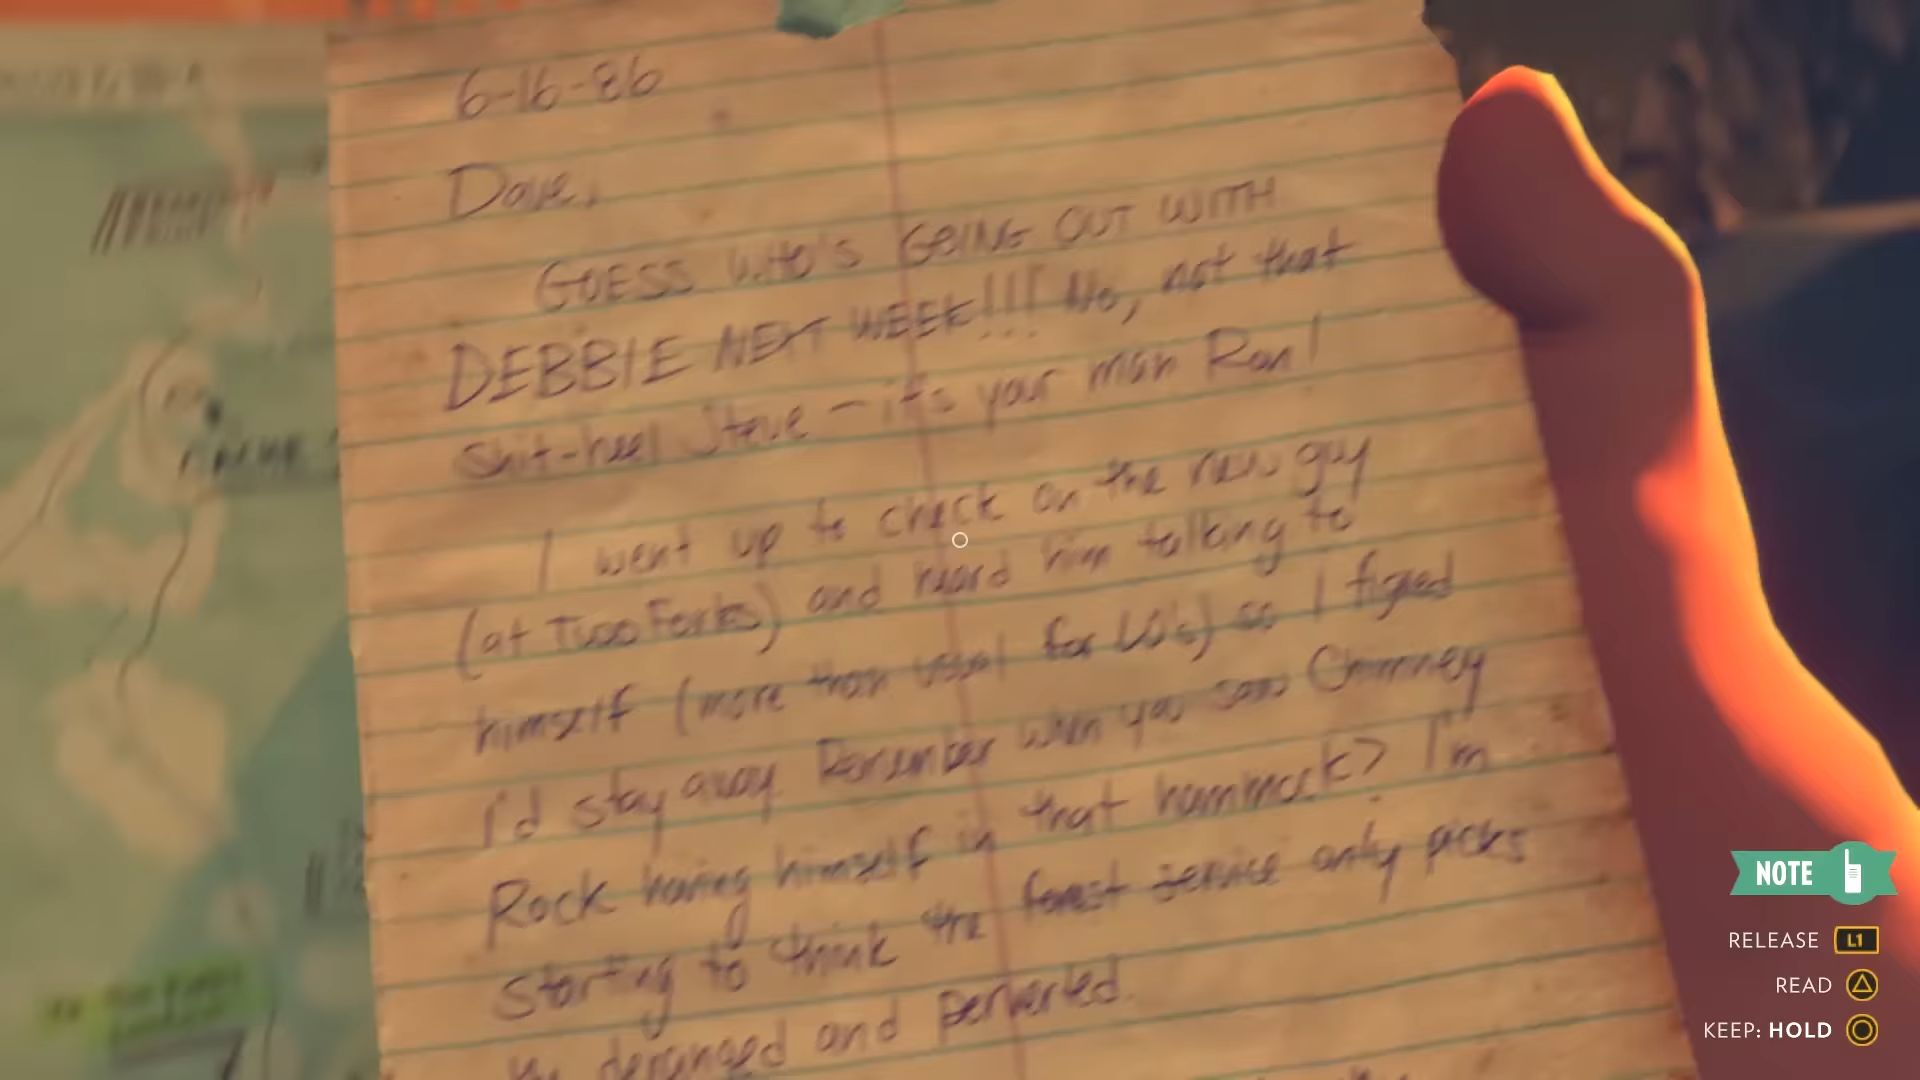 6-16-86
Dave,
GUESS WHO'S GOING OUT WITH
DEBBIE NEXT WEEK!!! No, not that
Shit-heel Steve - it's your man Ron!
I went up to check on the new guy
(at Two Forks) and heard him talking to
himself (more than usual for LO's) so I figred
I'd stay away. Remember when you saw Chimney
Rock having himself in that hammock? I'm
starting to think the forest service only picks
deranged and perverted.
CACHE
NOTE
RELEASE L1
READ
KEEP: HOLD